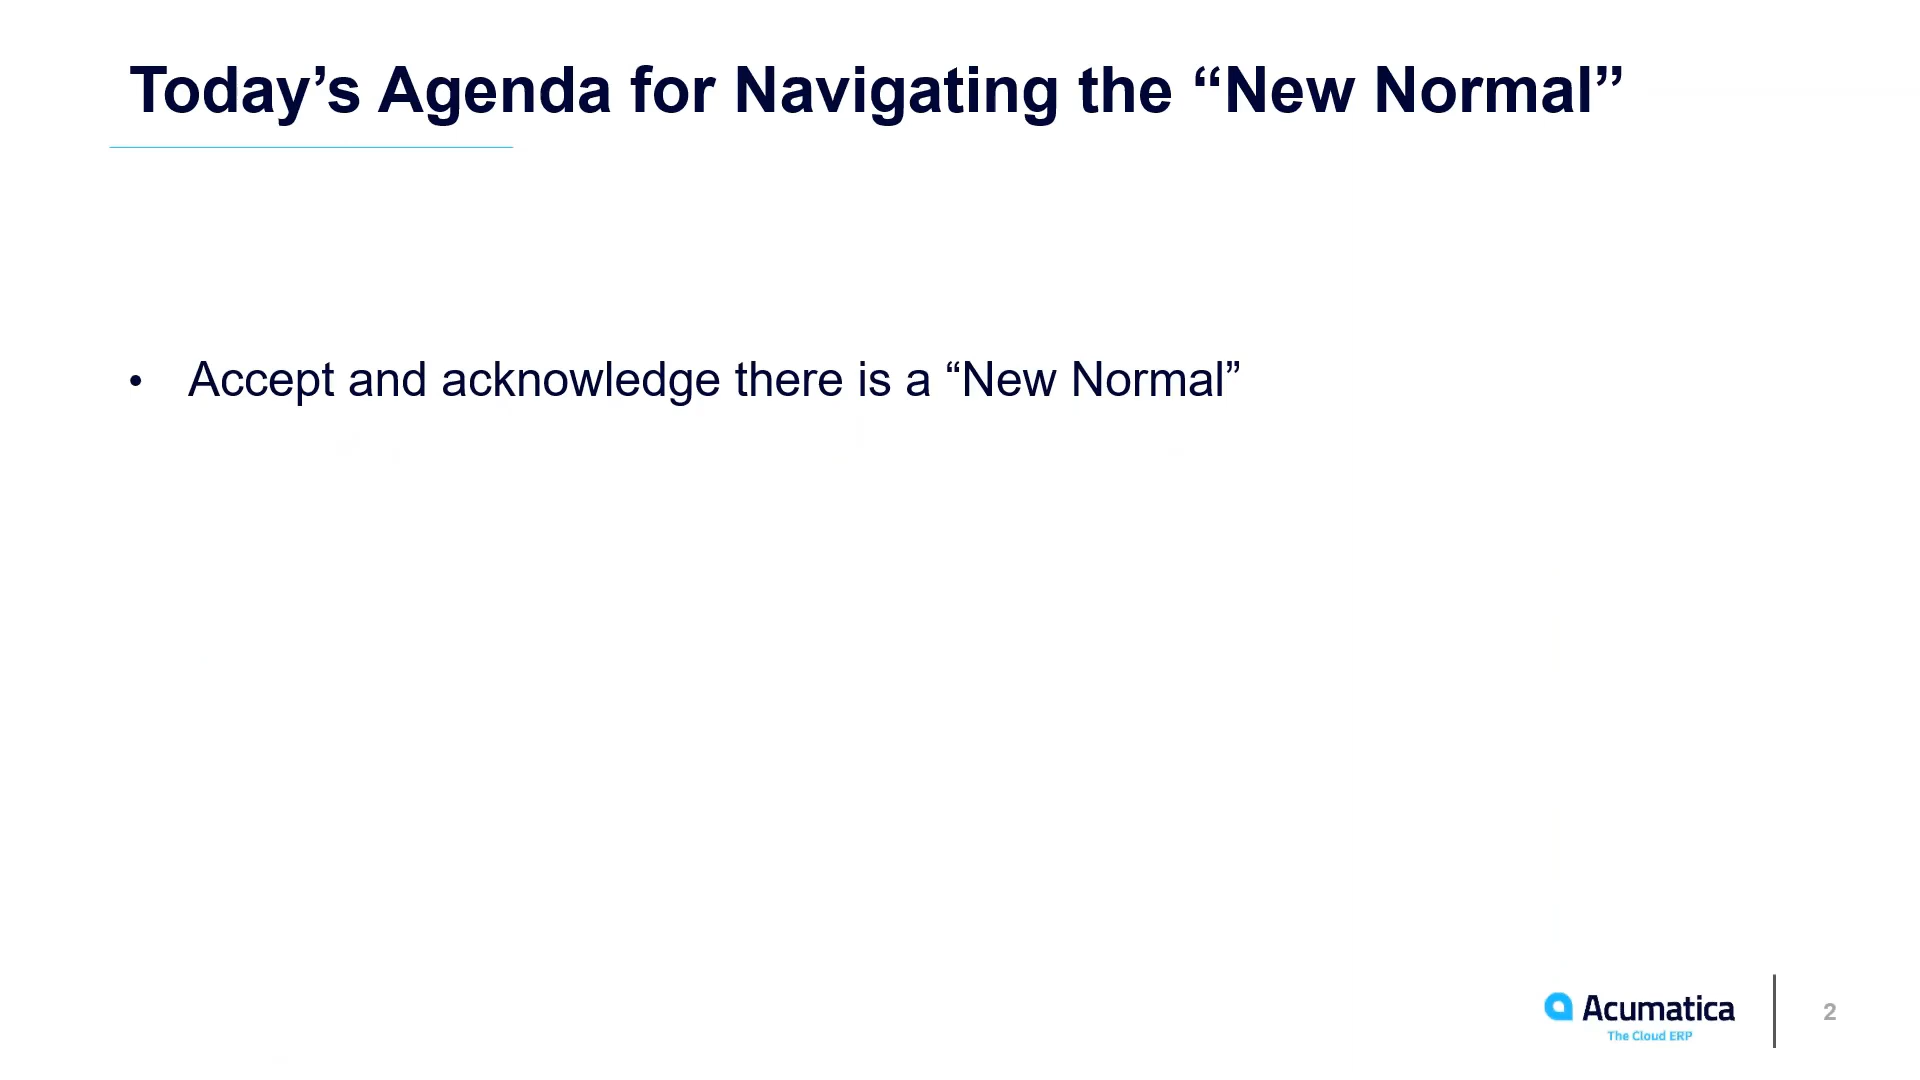 Today’s Agenda for Navigating the “New Normal”
• Accept and acknowledge there is a “New Normal”
Acumatica
The Cloud ERP
2